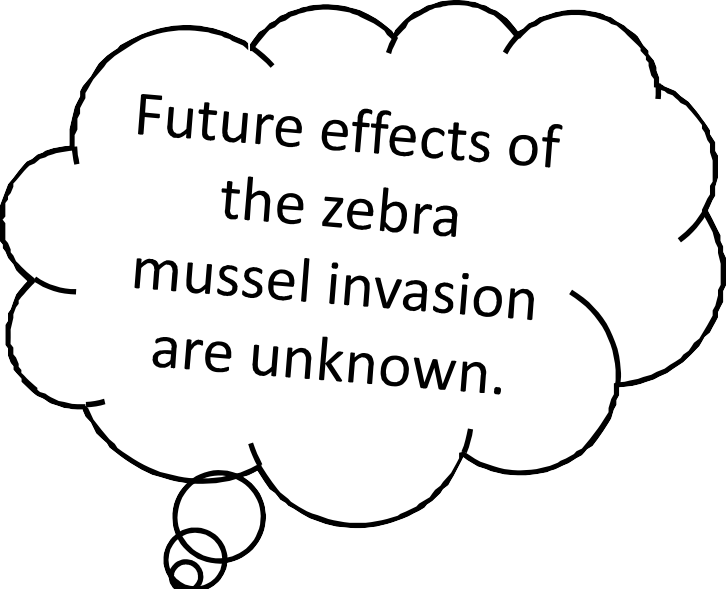 Future effects of
the zebra
mussel invasion
are unknown.